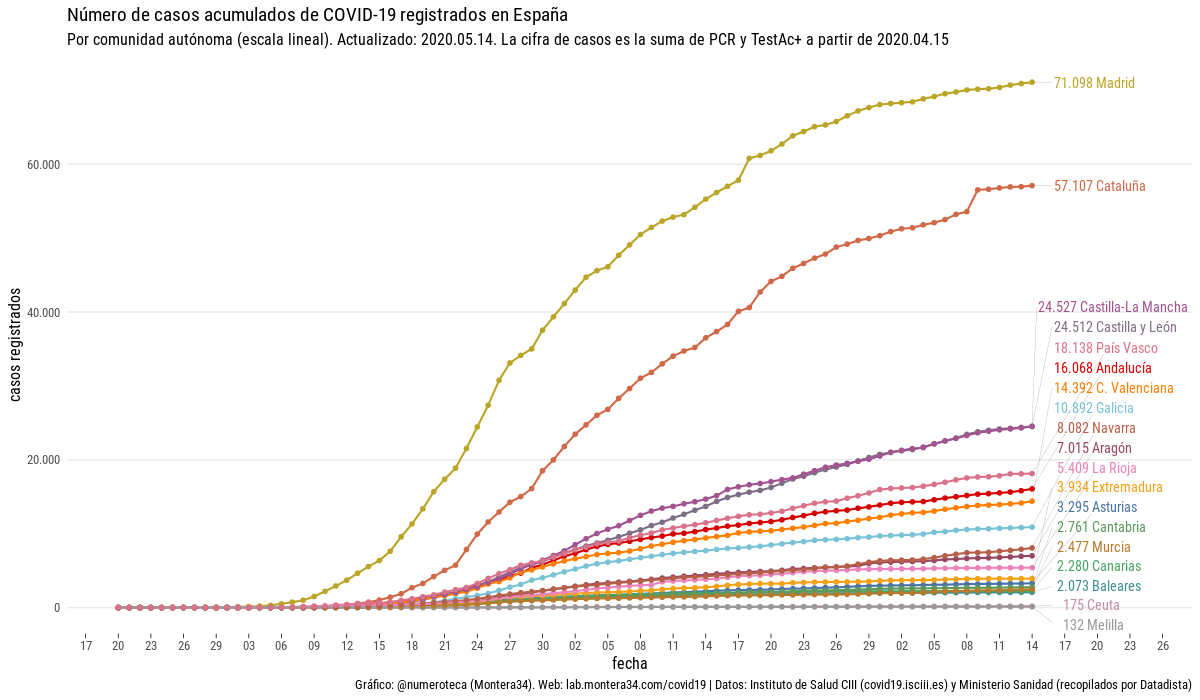 Número de casos acumulados de COVID-19 registrados en España
Por comunidad autónoma (escala lineal). Actualizado: 2020.05.14. La cifra de casos es la suma de PCR y TestAc+ a partir de 2020.04.15
casos registrados
60.000
40.000
20.000
0
71.098 Madrid
57.107 Cataluña
24.527 Castilla-La Mancha
24.512 Castilla y León
18.138 País Vasco
16.068 Andalucía
14.392 C. Valenciana
10.892 Galicia
8.082 Navarra
7.015 Aragón
5.409 La Rioja
3.934 Extremadura
3.295 Asturias
2.761 Cantabria
2.477 Murcia
2.280 Canarias
2.073 Baleares
175 Ceuta
132 Melilla
17 20 23 26 29 03 06 09 12 15 18 21 24 27 30 02 05 08 11 14 17 20 23 26 29 02 05 08 11 14 17 20 23 26
fecha
Gráfico: @numeroteca (Montera34). Web: lab.montera34.com/covid19 | Datos: Instituto de Salud CIII (covid19.isciii.es) y Ministerio Sanidad (recopilados por Datadista)